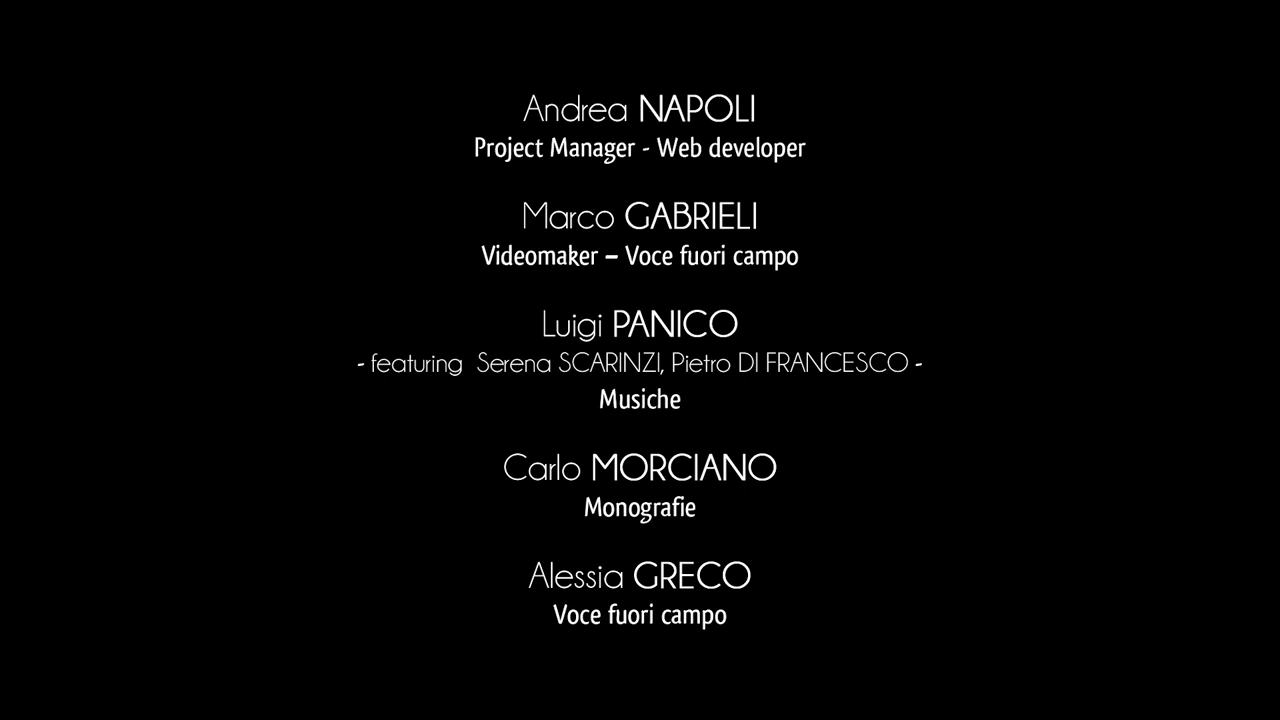 Andrea NAPOLI
Project Manager - Web developer
Marco GABRIELI
Videomaker – Voce fuori campo
Luigi PANICO
- featuring Serena SCARINZI, Pietro DI FRANCESCO -
Musiche
Carlo MORCIANO
Monografie
Alessia GRECO
Voce fuori campo